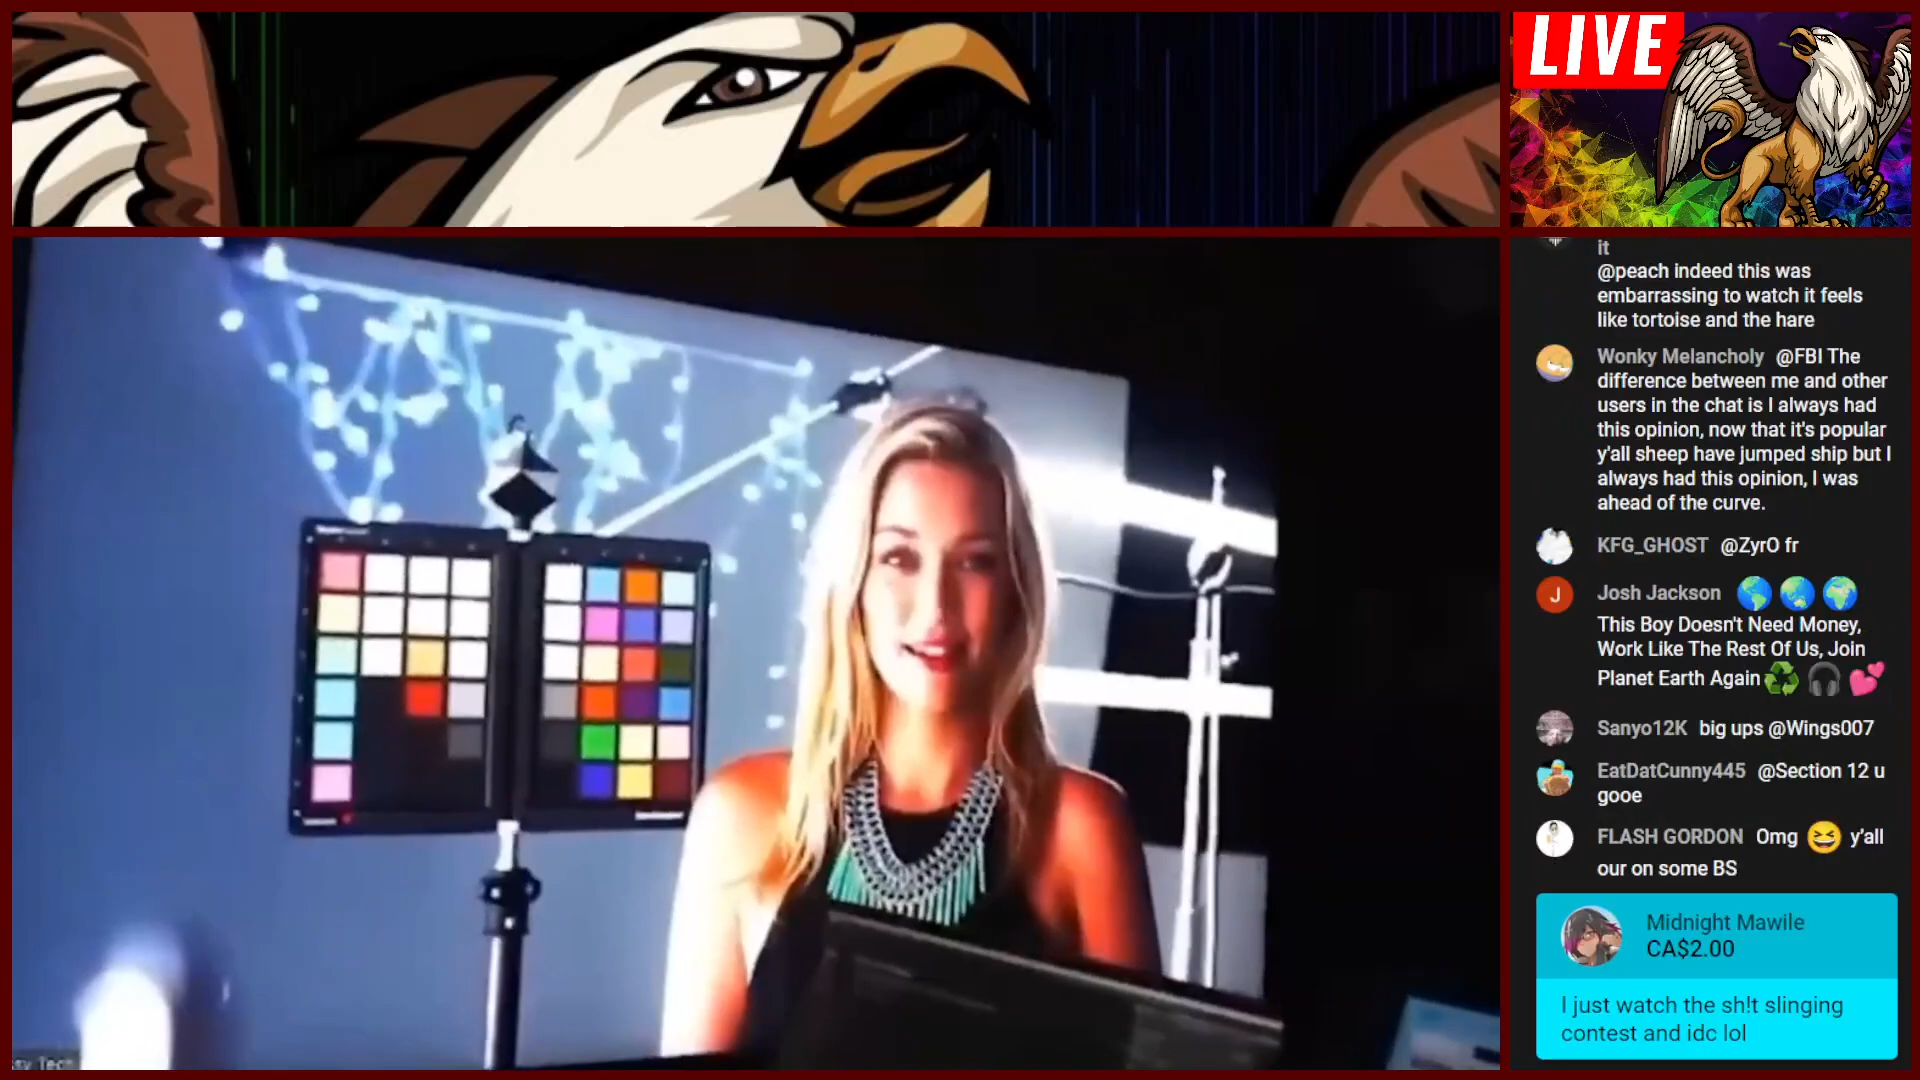 LIVE
it
@peach indeed this was
embarrassing to watch it feels
like tortoise and the hare
Wonky Melancholy @FBI The
difference between me and other
users in the chat is I always had
this opinion, now that it's popular
y'all sheep have jumped ship but I
always had this opinion, I was
ahead of the curve.
KFG_GHOST @ZyrO fr
J
Josh Jackson 🌎 🌏 🌍
This Boy Doesn't Need Money,
Work Like The Rest Of Us, Join
Planet Earth Again ♻️ 🎧 💕
Sanyo12K big ups @Wings007
EatDatCunny445 @Section 12 u
gooe
FLASH GORDON Omg 😆 y'all
our on some BS
Midnight Mawile
CA$2.00
I just watch the sh!t slinging
contest and idc lol